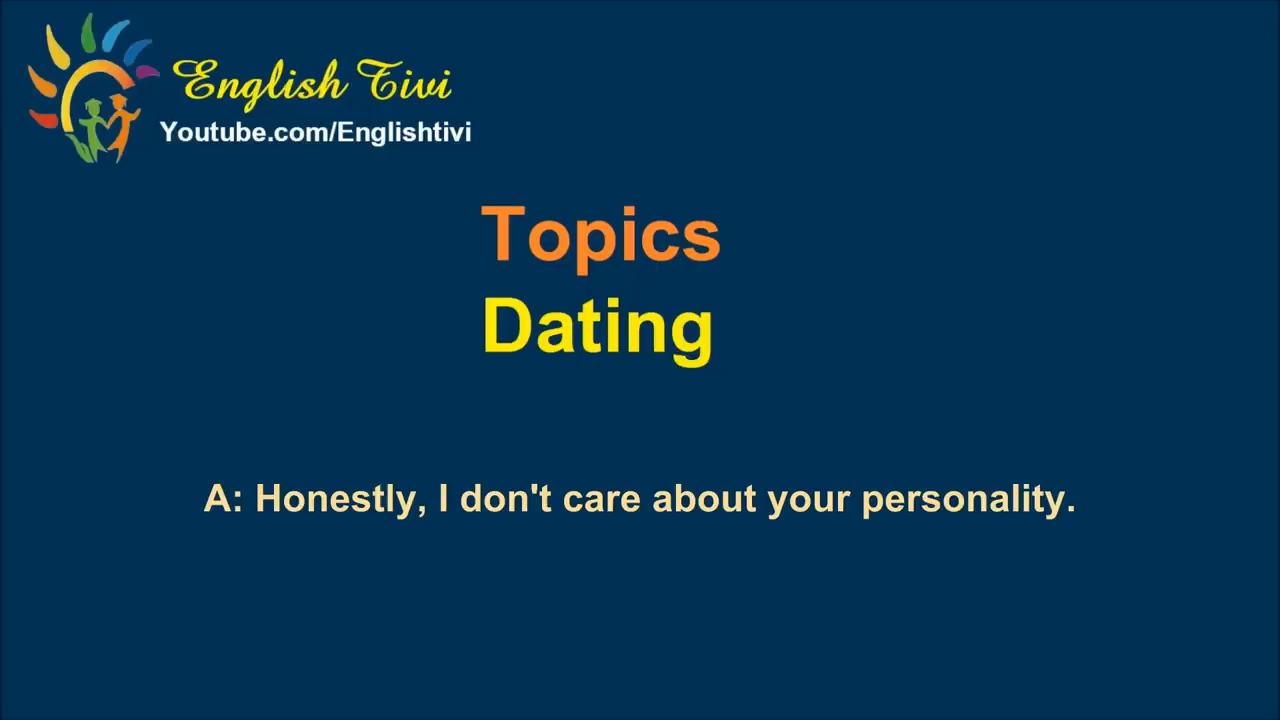 English Tivi
Youtube.com/Englishtivi
Topics
Dating
A: Honestly, I don't care about your personality.